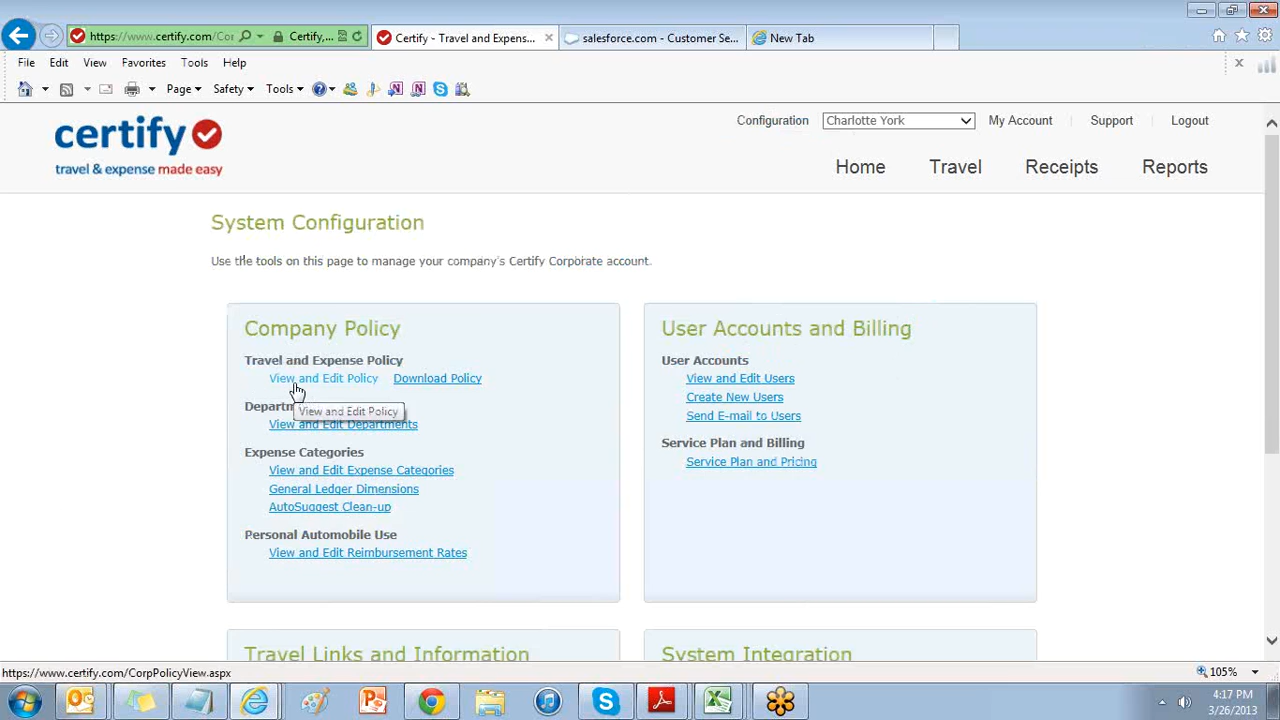 https://www.certify.com/Cor
Certify,...
Certify - Travel and Expens...
salesforce.com - Customer Se...
New Tab
File Edit View Favorites Tools Help
Page Safety Tools
certify
travel & expense made easy
Configuration Charlotte York My Account Support Logout
Home Travel Receipts Reports
System Configuration
Use the tools on this page to manage your company's Certify Corporate account.
Company Policy
Travel and Expense Policy
View and Edit Policy Download Policy
View and Edit Policy
View and Edit Departments
Expense Categories
View and Edit Expense Categories
General Ledger Dimensions
AutoSuggest Clean-up
Personal Automobile Use
View and Edit Reimbursement Rates
User Accounts and Billing
User Accounts
View and Edit Users
Create New Users
Send E-mail to Users
Service Plan and Billing
Service Plan and Pricing
Travel Links and Information
System Integration
https://www.certify.com/CorpPolicyView.aspx
105%
4:17 PM
3/26/2013